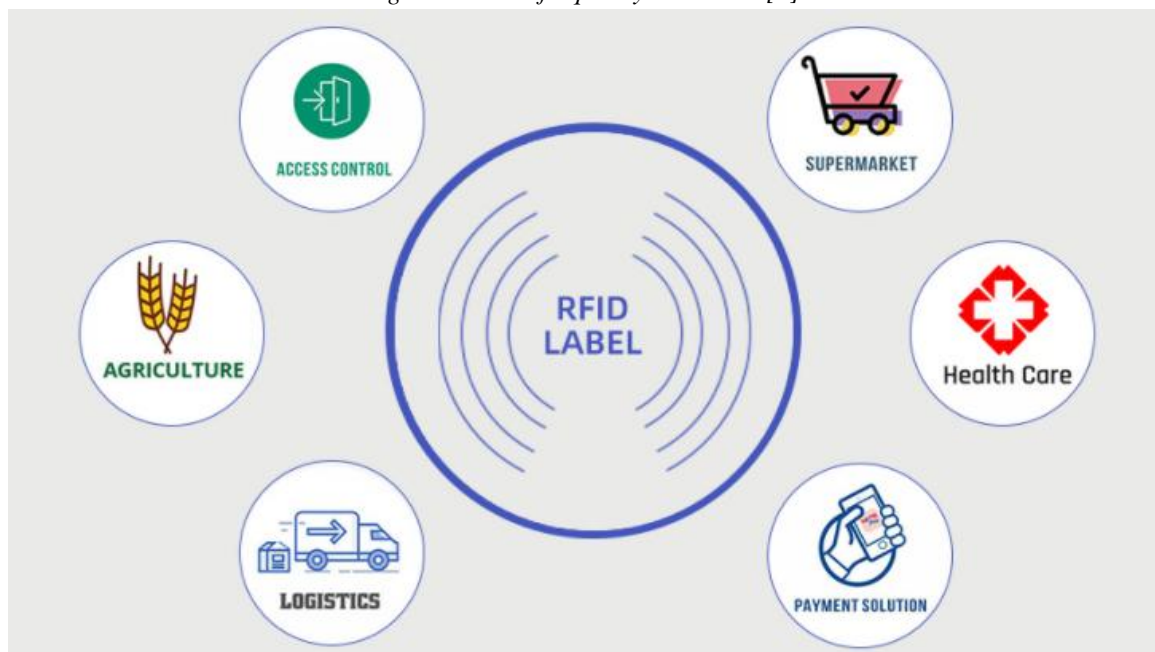 ACCESS CONTROL
SUPERMARKET
RFID
LABEL
AGRICULTURE
Health Care
LOGISTICS
PAYMENT SOLUTION